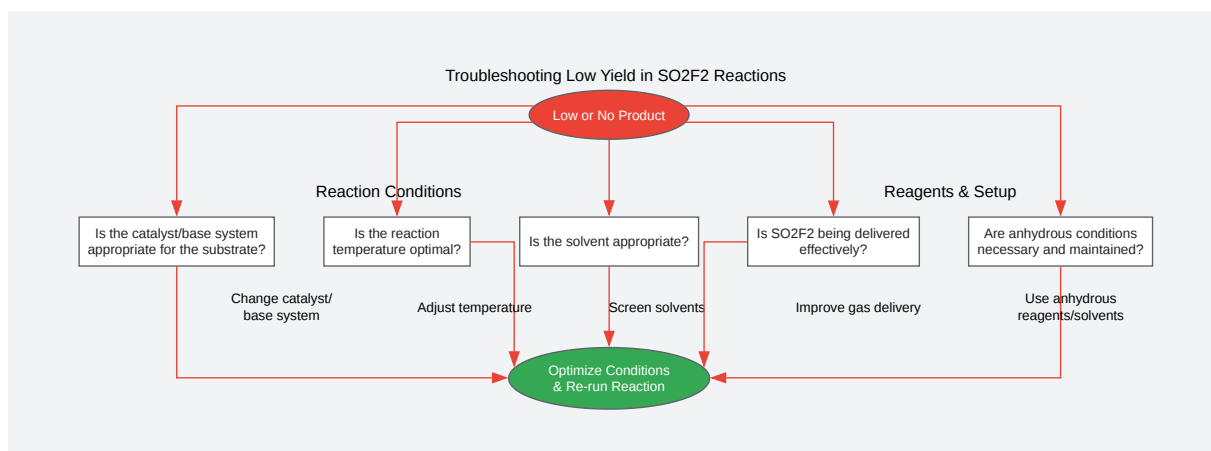 Troubleshooting Low Yield in SO2F2 Reactions
Low or No Product
Reaction Conditions
Reagents & Setup
Is the catalyst/base system
appropriate for the substrate?
Is the reaction
temperature optimal?
Is the solvent appropriate?
Is SO2F2 being delivered
effectively?
Are anhydrous conditions
necessary and maintained?
Change catalyst/
base system
Adjust temperature
Screen solvents
Improve gas delivery
Use anhydrous
reagents/solvents
Optimize Conditions
& Re-run Reaction